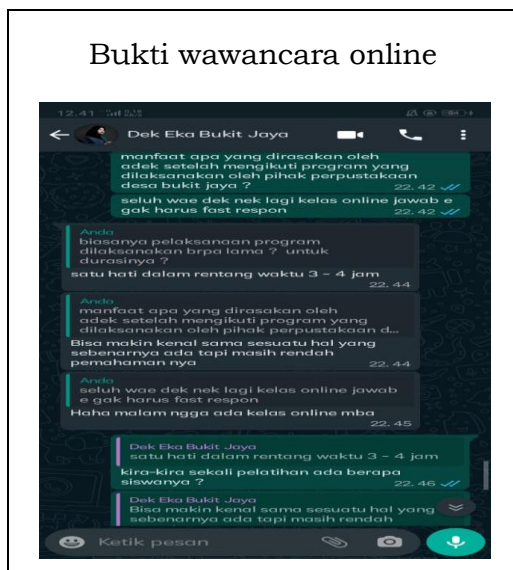 Bukti wawancara online
12.41
Dek Eka Bukit Jaya
manfaat apa yang dirasakan oleh
adek setelah mengikuti program yang
dilaksanakan oleh pihak perpustakaan
desa bukit jaya ?
22. 42
seluh wae dek nek lagi kelas online jawab e
gak harus fast respon
22. 42
Anda
biasanya pelaksanaan program
dilaksanakan brpa lama ? untuk
durasinya ?
satu hati dalam rentang waktu 3 – 4 jam
22. 44
Anda
manfaat apa yang dirasakan oleh
adek setelah mengikuti program yang
dilaksanakan oleh pihak perpustakaan d...
Bisa makin kenal sama sesuatu hal yang
sebenarnya ada tapi masih rendah
pemahaman nya
22. 44
Anda
seluh wae dek nek lagi kelas online jawab
e gak harus fast respon
Haha malam ngga ada kelas online mba
22. 45
Dek Eka Bukit Jaya
satu hati dalam rentang waktu 3 – 4 jam
kira-kira sekali pelatihan ada berapa
siswanya ?
22. 46
Dek Eka Bukit Jaya
Bisa makin kenal sama sesuatu hal yang
sebenarnya ada tapi masih rendah
Ketik pesan